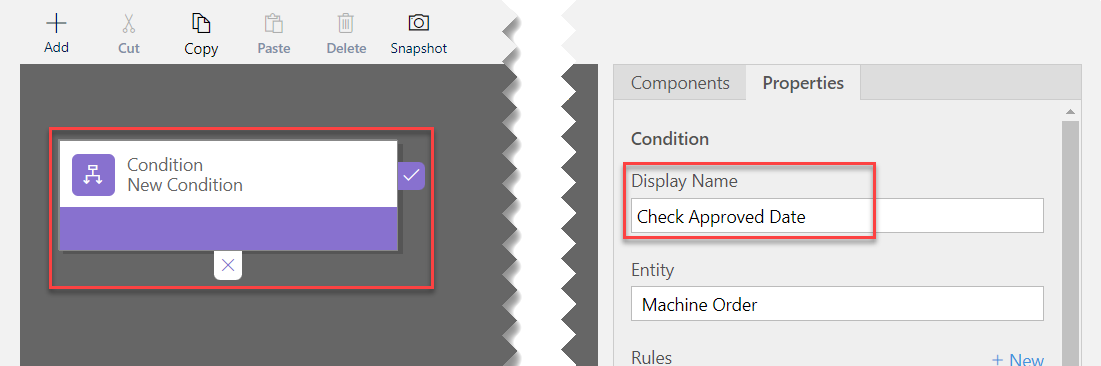 Add
Cut
Copy
Paste
Delete
Snapshot
Condition
New Condition
Components
Properties
Condition
Display Name
Check Approved Date
Entity
Machine Order
Rules
+ New